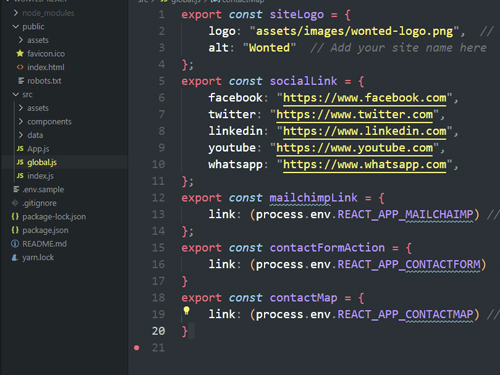 node_modules
public
assets
favicon.ico
index.html
robots.txt
src
assets
components
data
App.js
global.js
index.js
.env.sample
.gitignore
package-lock.json
package.json
README.md
yarn.lock
1 export const siteLogo = {
2 logo: "assets/images/wonted-logo.png", //
3 alt: "Wonted" // Add your site name here
4 };
5 export const socialLink = {
6 facebook: "https://www.facebook.com",
7 twitter: "https://www.twitter.com",
8 linkedin: "https://www.linkedin.com",
9 youtube: "https://www.youtube.com",
10 whatsapp: "https://www.whatsapp.com",
11 };
12 export const mailchimpLink = {
13 link: (process.env.REACT_APP_MAILCHAIMP) //
14 };
15 export const contactFormAction = {
16 link: (process.env.REACT_APP_CONTACTFORM)
17 }
18 export const contactMap = {
19 link: (process.env.REACT_APP_CONTACTMAP) //
20 }
21